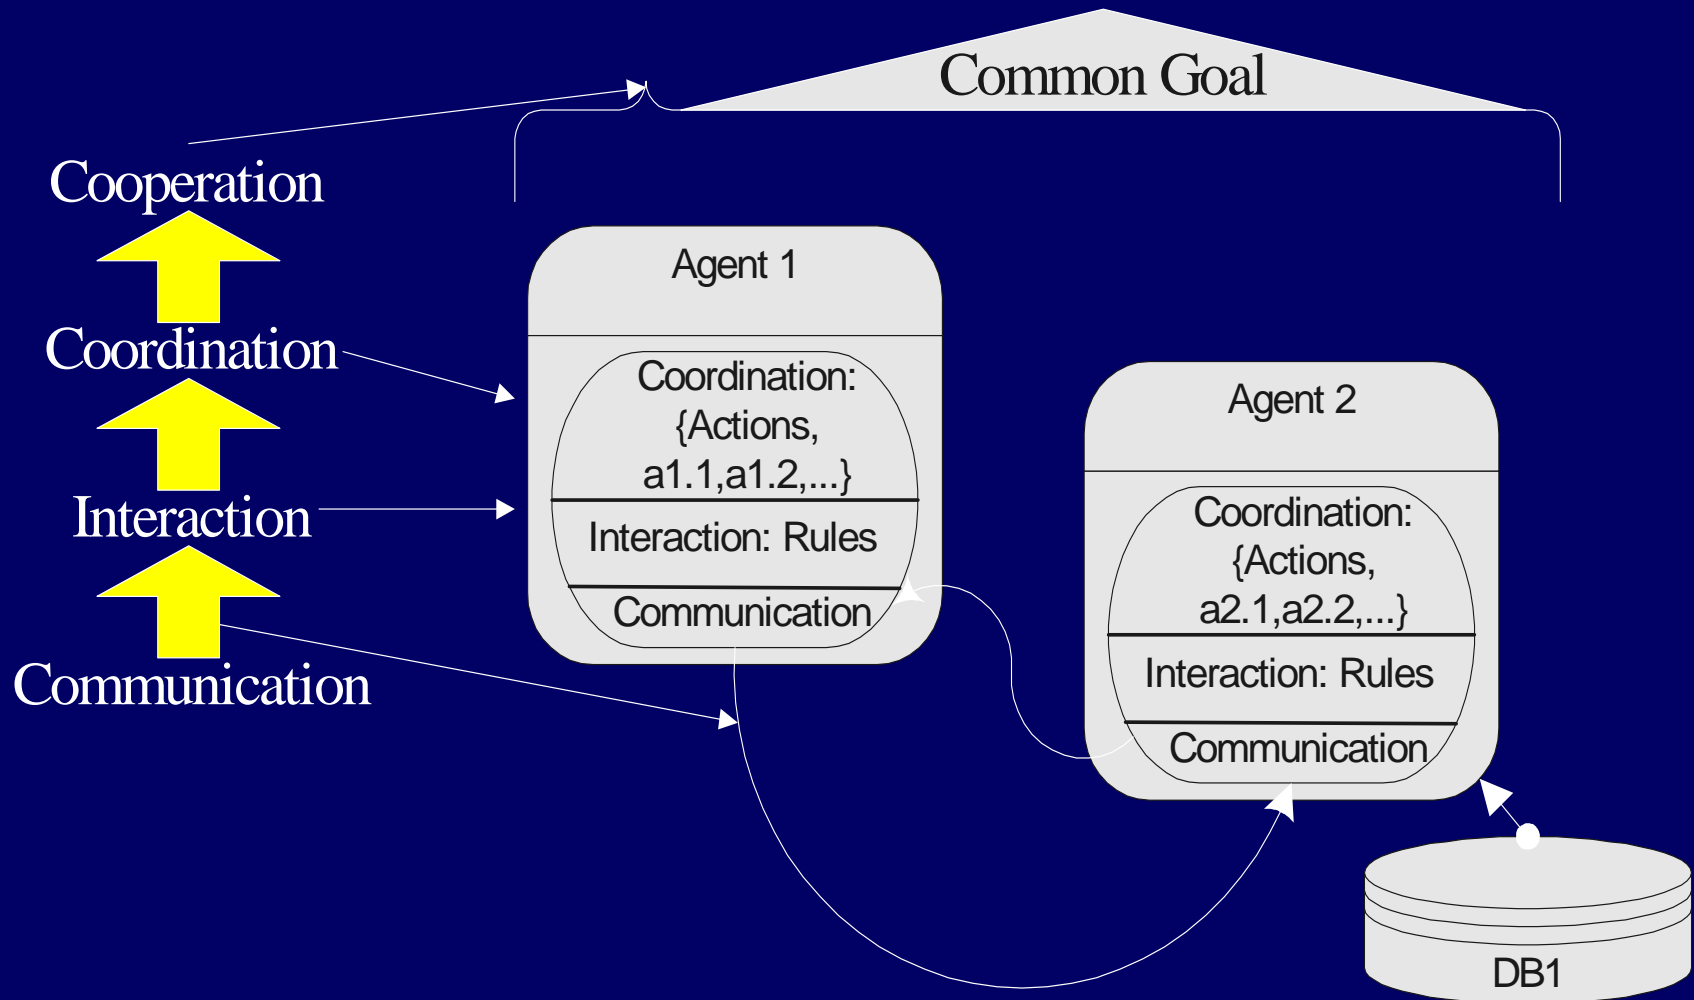 Common Goal
Cooperation
Coordination
Interaction
Communication
Agent 1
Coordination:
{Actions,
a1.1,a1.2,...}
Interaction: Rules
Communication
Agent 2
Coordination:
{Actions,
a2.1,a2.2,...}
Interaction: Rules
Communication
DB1